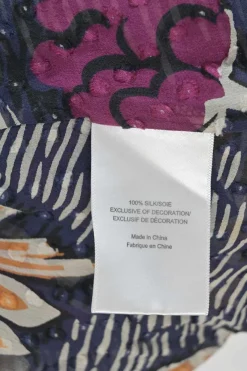 100% SILK/SOIE
EXCLUSIVE OF DECORATION/
EXCLUSIF DE DÉCORATION
Made in China
Fabriqué en Chine